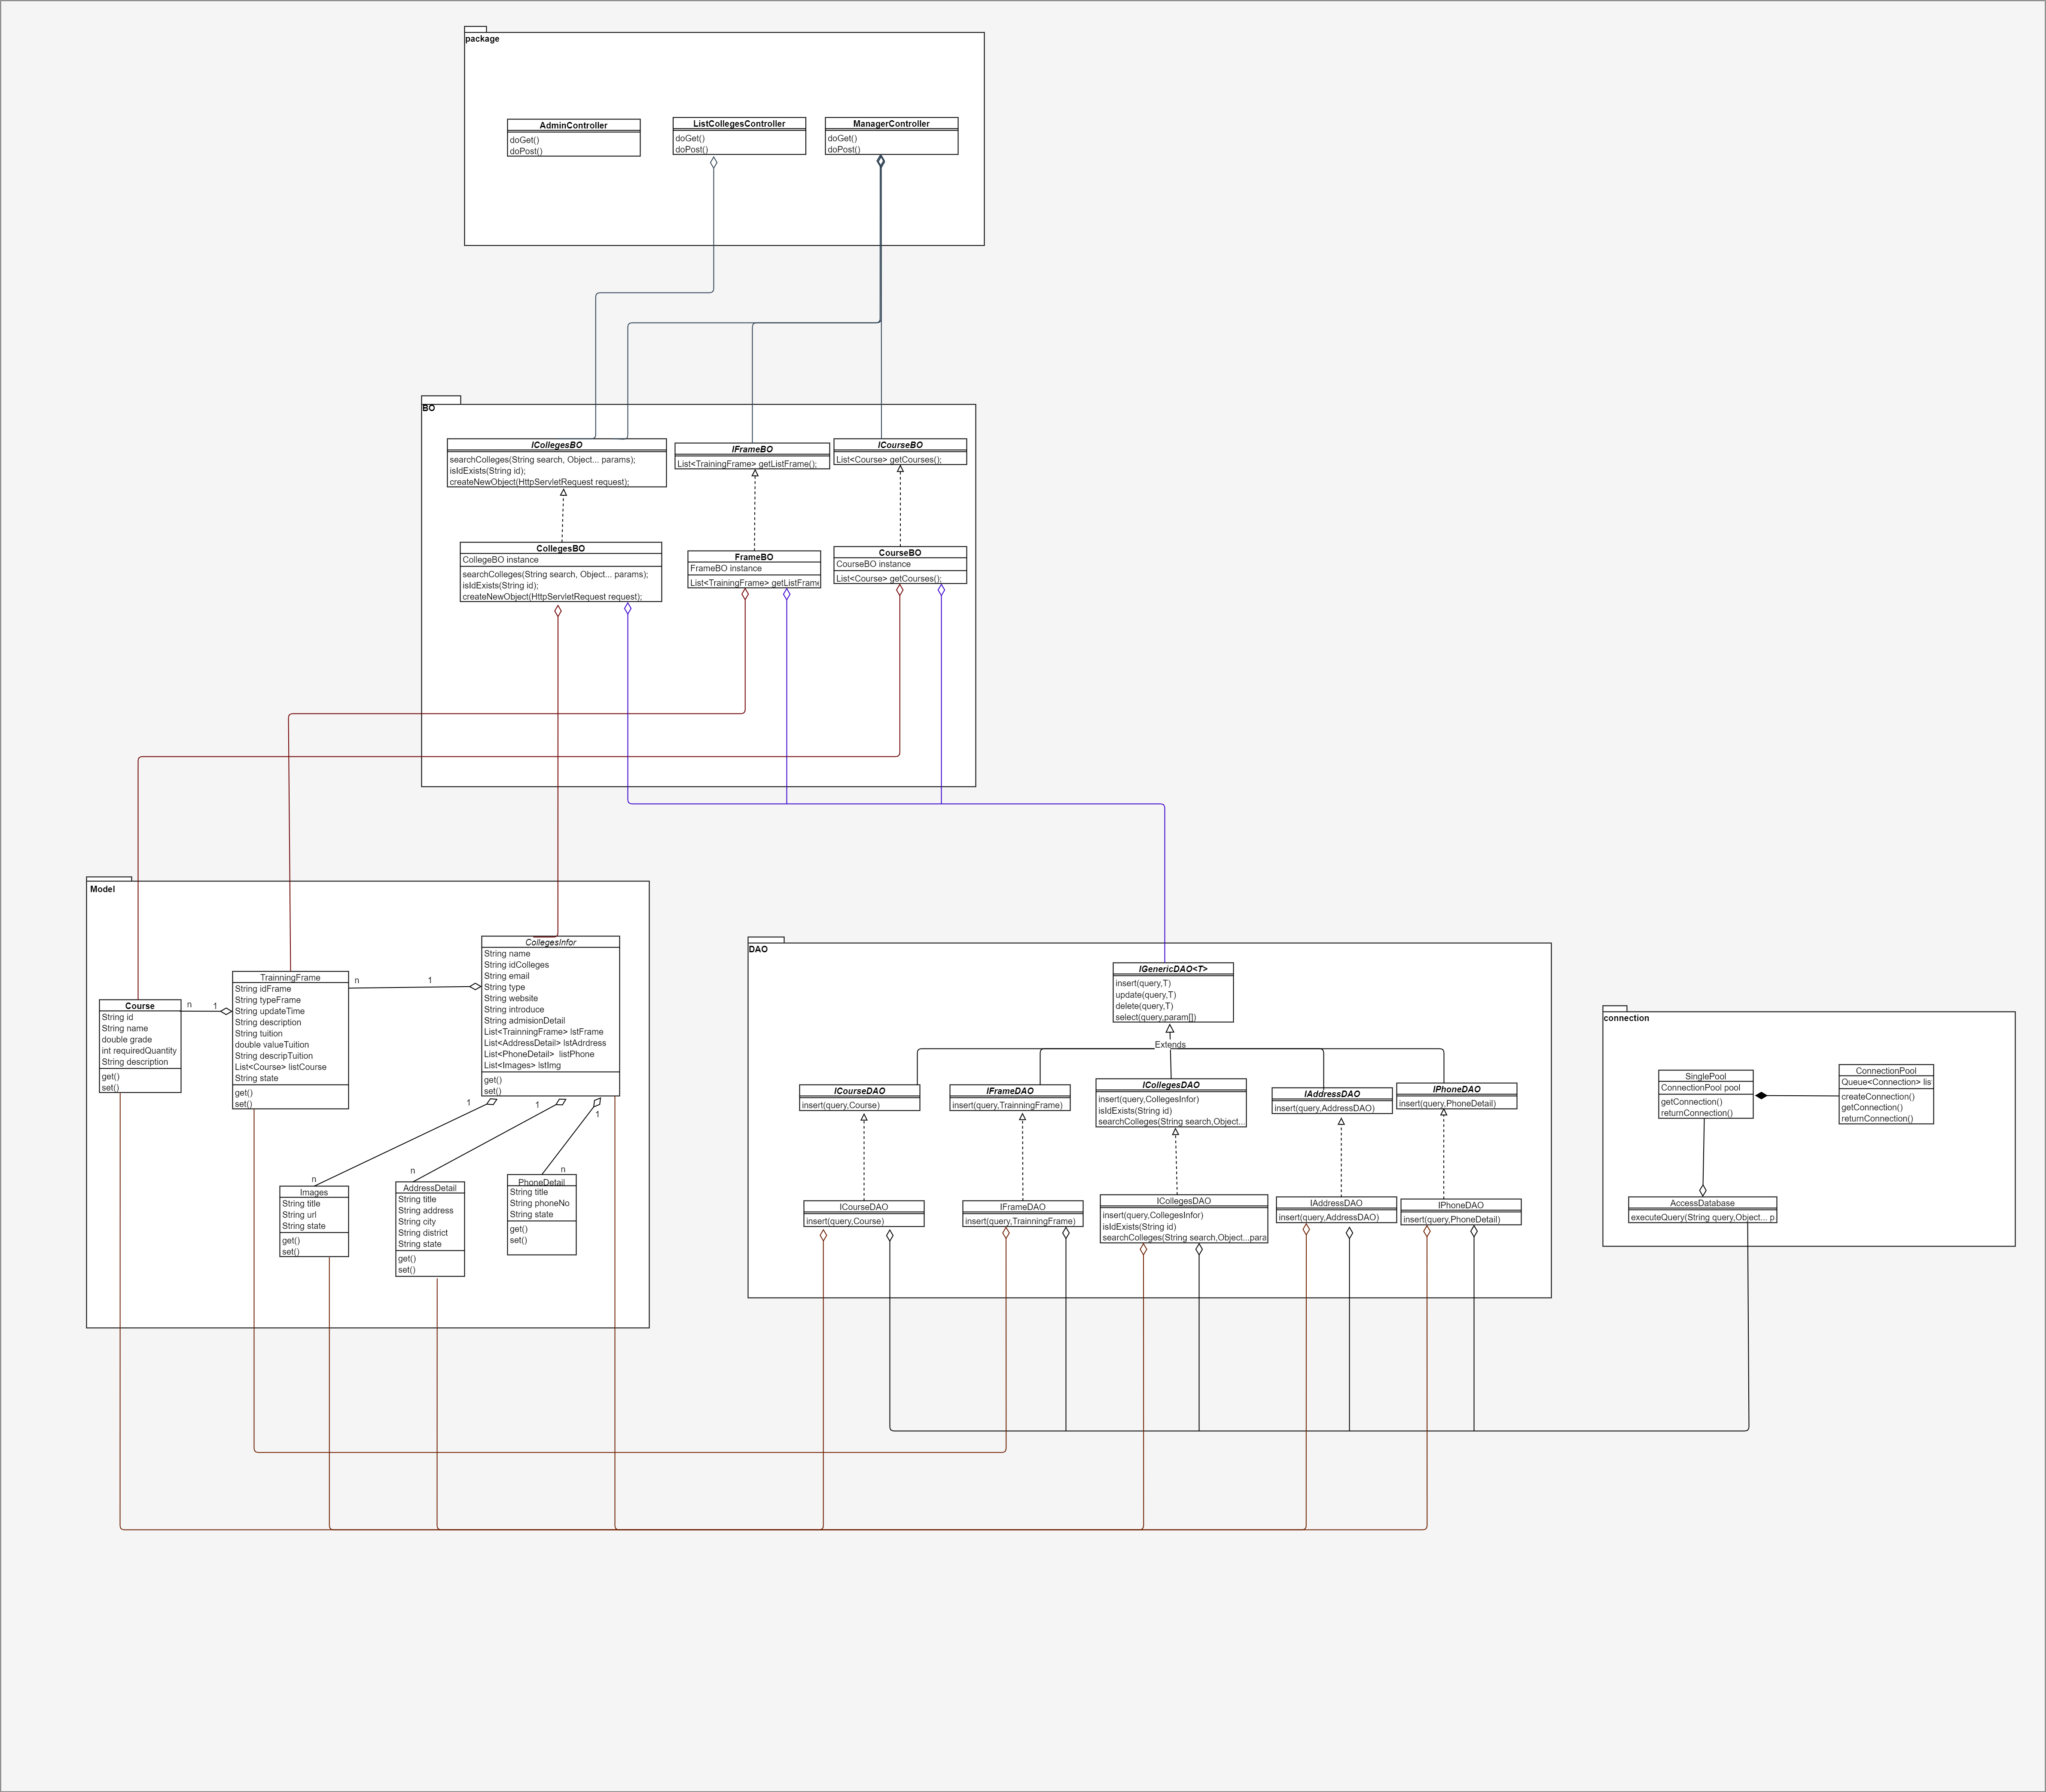 package
AdminController
doGet()
doPost()
ListCollegesController
doGet()
doPost()
ManagerController
doGet()
doPost()
BO
ICollegesBO
searchColleges(String search, Object... params);
isIdExists(String id);
createNewObject(HttpServletRequest request);
IFrameBO
List<TrainingFrame> getListFrame();
ICourseBO
List<Course> getCourses();
CollegesBO
CollegeBO instance
searchColleges(String search, Object... params);
isIdExists(String id);
createNewObject(HttpServletRequest request);
FrameBO
FrameBO instance
List<TrainingFrame> getListFrame
CourseBO
CourseBO instance
List<Course> getCourses();
Model
Course
String id
String name
double grade
int requiredQuantity
String description
get()
set()
n
1
TrainningFrame
String idFrame
String typeFrame
String updateTime
String description
String tuition
double valueTuition
String descripTuition
List<Course> listCourse
String state
get()
set()
n
1
CollegesInfor
String name
String idColleges
String email
String type
String website
String introduce
String admisionDetail
List<TrainningFrame> lstFrame
List<AddressDetail> lstAdrdress
List<PhoneDetail>  listPhone
List<Images> lstImg
get()
set()
1
1
1
n
n
n
Images
String title
String url
String state
get()
set()
AddressDetail
String title
String address
String city
String district
String state
get()
set()
PhoneDetail
String title
String phoneNo
String state
get()
set()
DAO
IGenericDAO<T>
insert(query,T)
update(query,T)
delete(query,T)
select(query,param[])
Extends
ICourseDAO
insert(query,Course)
IFrameDAO
insert(query,TrainningFrame)
ICollegesDAO
insert(query,CollegesInfor)
isIdExists(String id)
searchColleges(String search,Object...
IAddressDAO
insert(query,AddressDAO)
IPhoneDAO
insert(query,PhoneDetail)
ICourseDAO
insert(query,Course)
IFrameDAO
insert(query,TrainningFrame)
ICollegesDAO
insert(query,CollegesInfor)
isIdExists(String id)
searchColleges(String search,Object...para
IAddressDAO
insert(query,AddressDAO)
IPhoneDAO
insert(query,PhoneDetail)
connection
SinglePool
ConnectionPool pool
getConnection()
returnConnection()
ConnectionPool
Queue<Connection> lis
createConnection()
getConnection()
returnConnection()
AccessDatabase
executeQuery(String query,Object... p